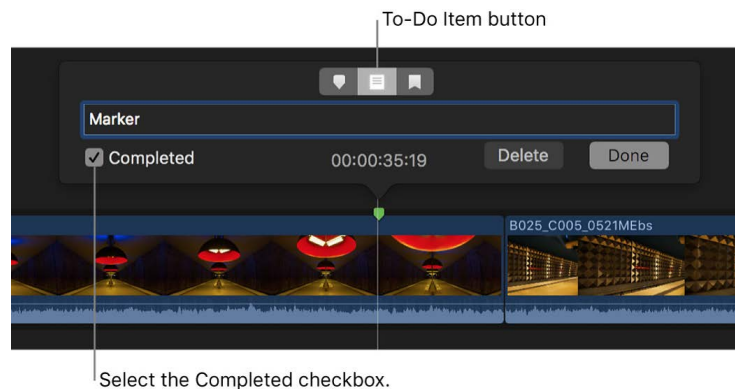 To-Do Item button
Marker
Completed 00:00:35:19 Delete Done
B025_C005_0521MEbs
Select the Completed checkbox.